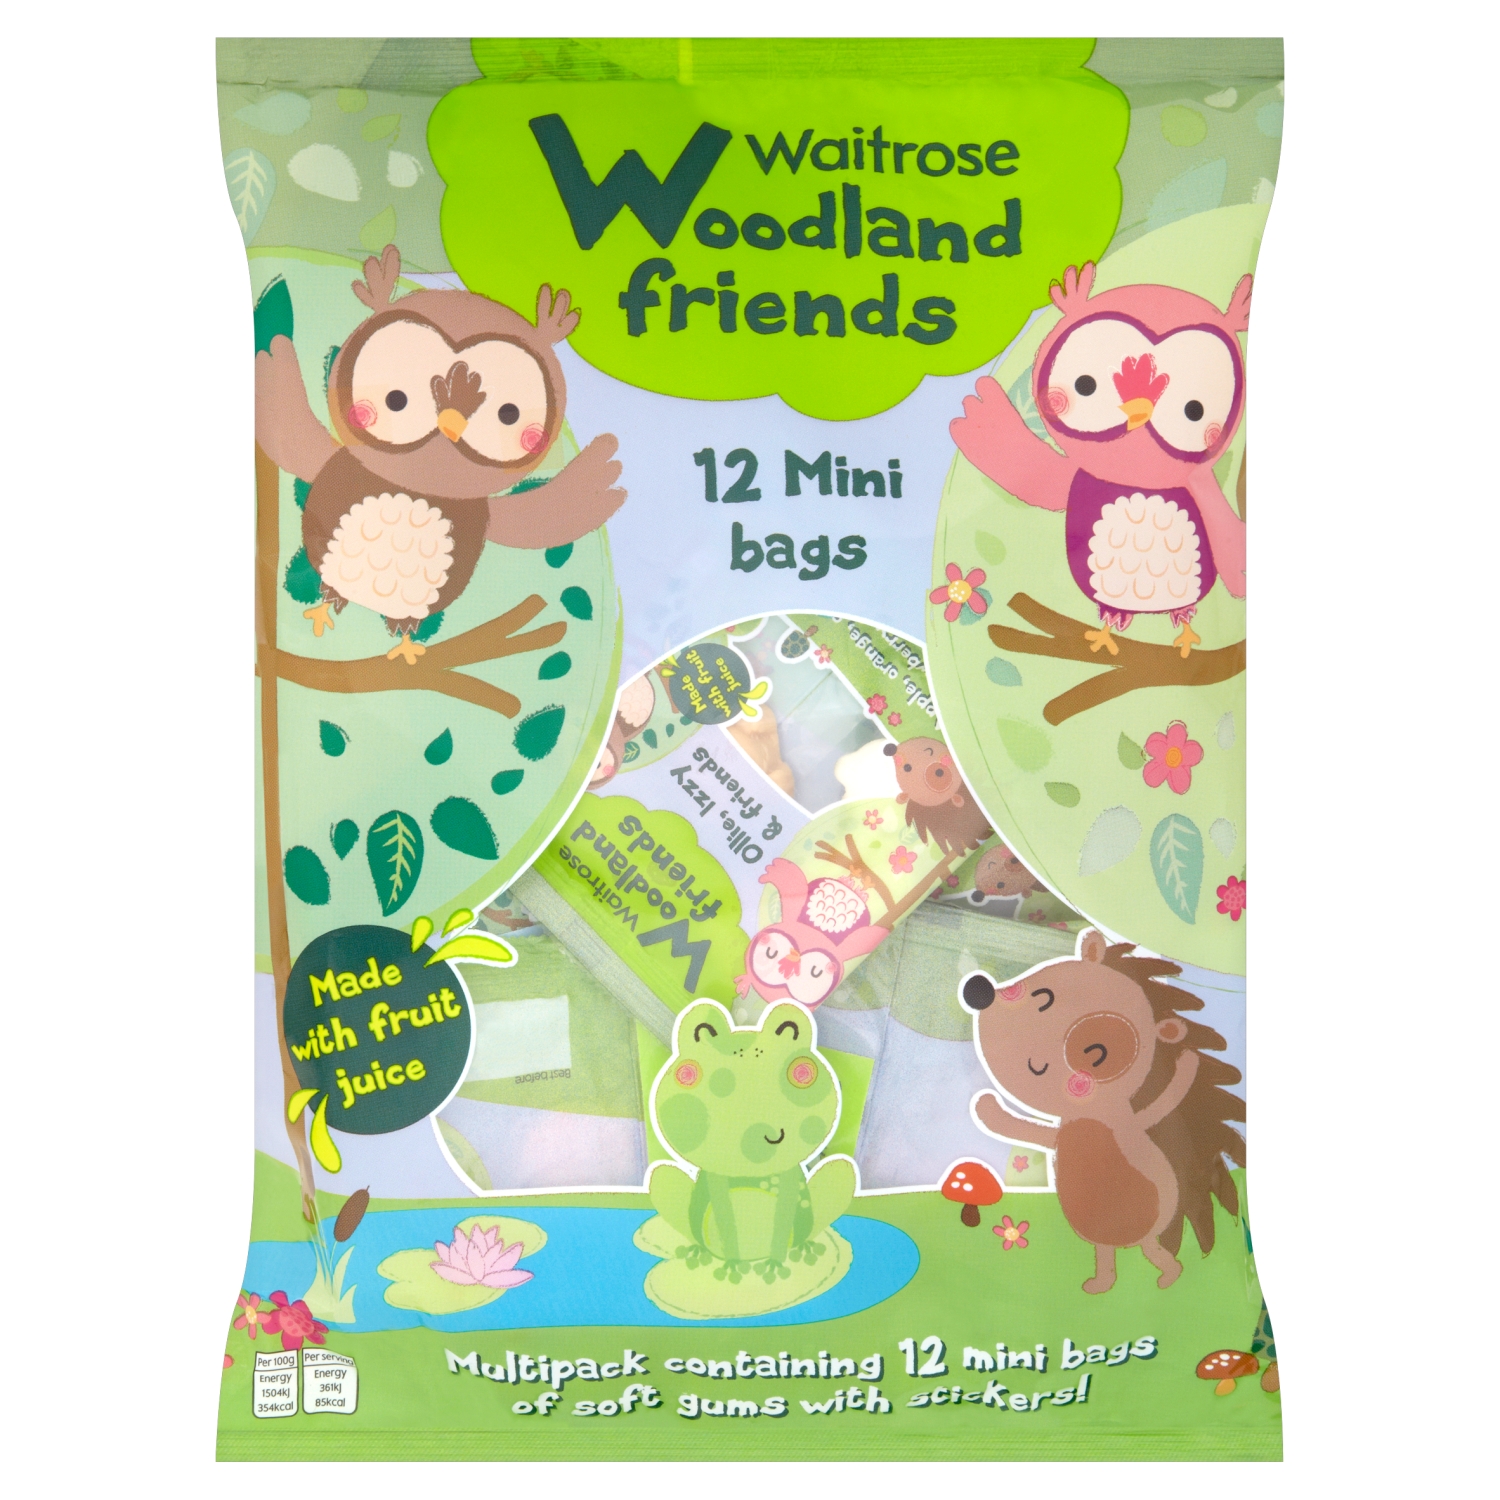 Waitrose
Woodland
friends
12 Mini
bags
Made
with fruit
juice
apple, orange,
Ollie, Izzy
& friends
Waitrose
Woodland
friends
Made
with fruit
juice
Best before
Per 100g
Energy
1504kJ
354kcal
Per serving
Energy
361kJ
85kcal
Multipack containing 12 mini bags
of soft gums with stickers!